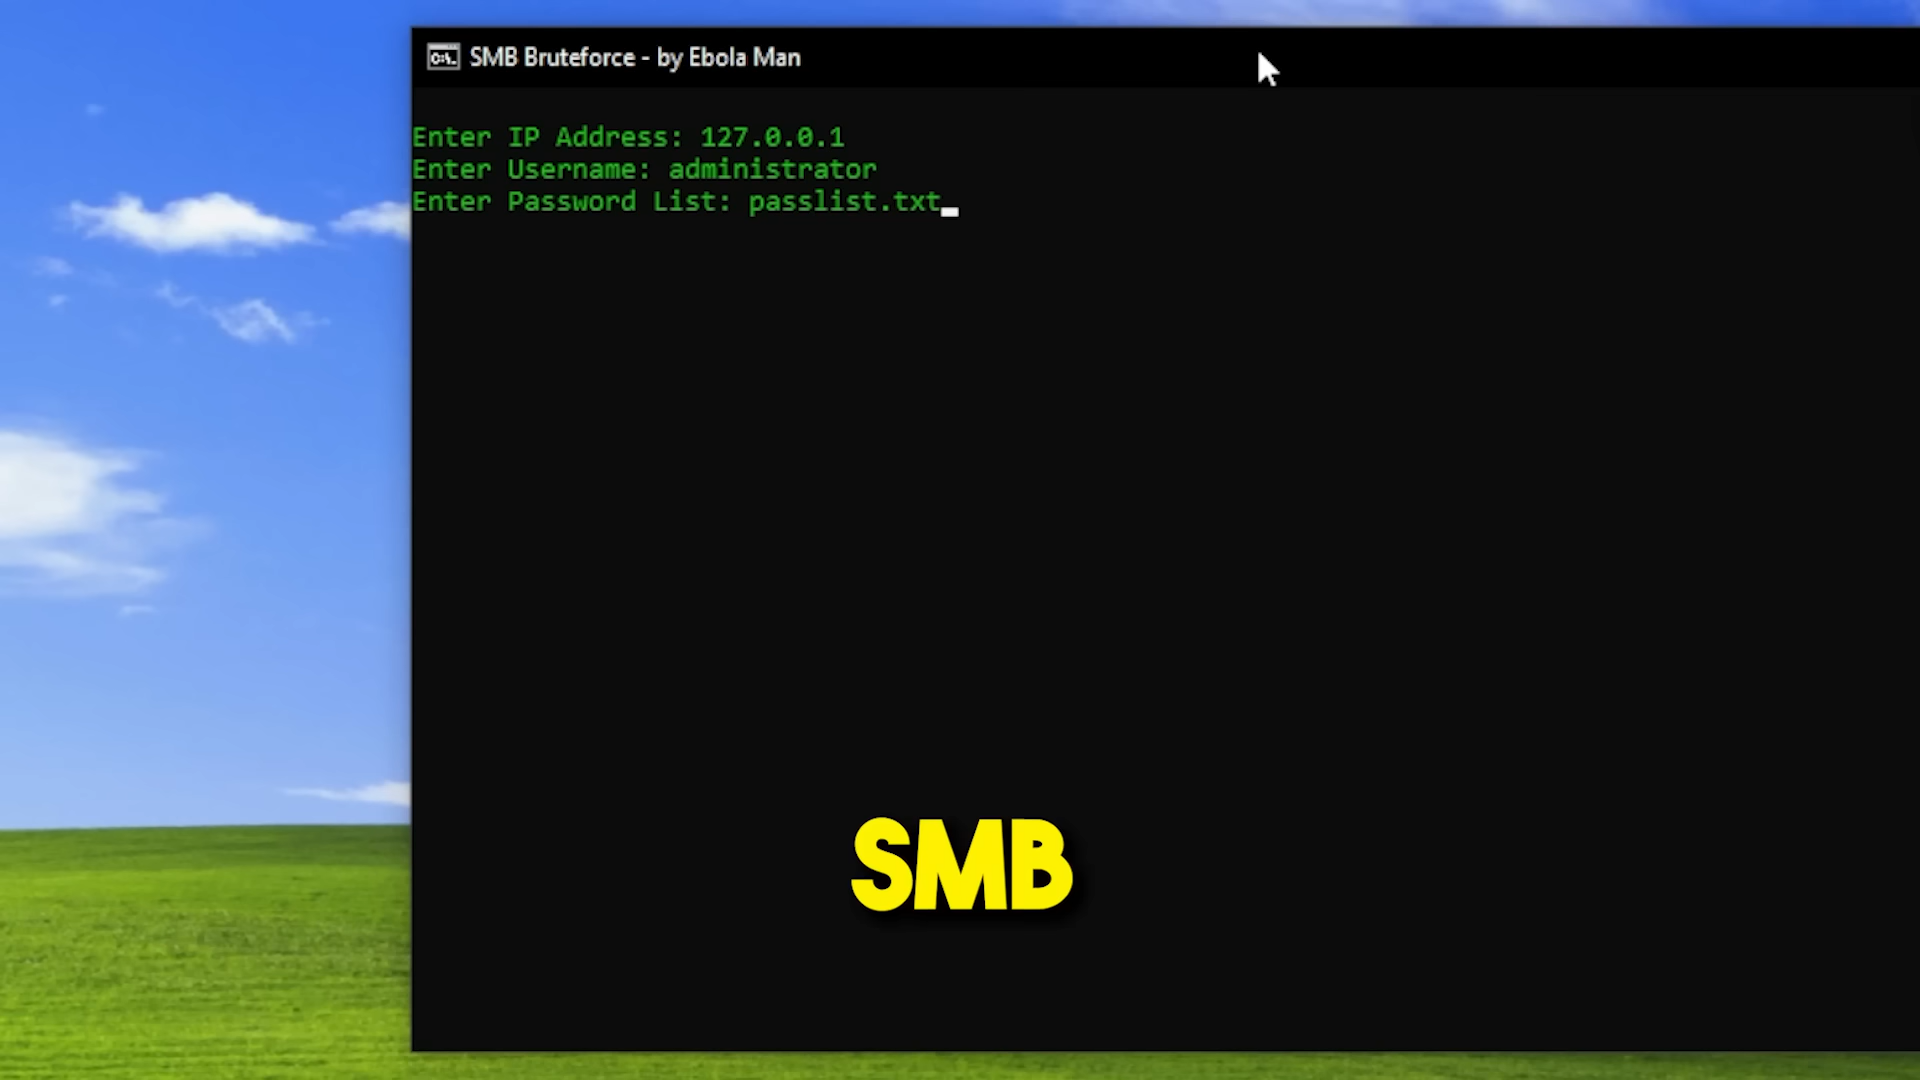 SMB Bruteforce - by Ebola Man
Enter IP Address: 127.0.0.1
Enter Username: administrator
Enter Password List: passlist.txt
SMB